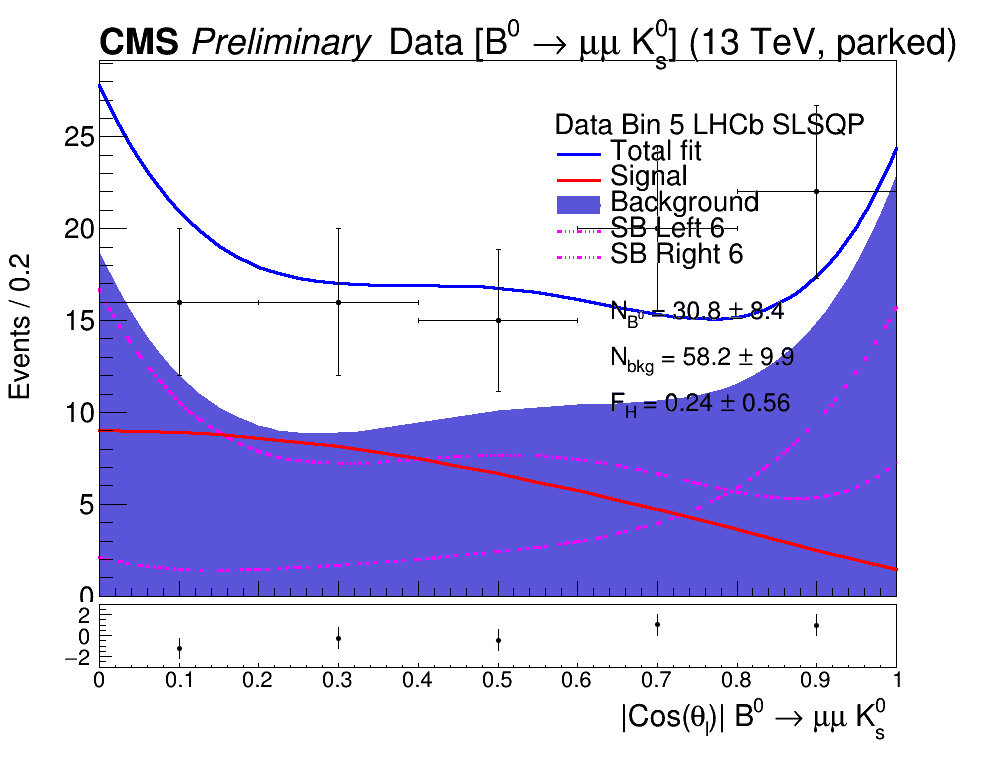 CMS Preliminary Data [B⁰ → μμ K⁰ₛ] (13 TeV, parked)
Data Bin 5 LHCb SLSQP
Total fit
Signal
Background
SB Left 6
SB Right 6
N_B⁰ = 30.8 ± 8.4
N_bkg = 58.2 ± 9.9
F_H = 0.24 ± 0.56
Events / 0.2
25
20
15
10
5
0
2
0
−2
0 0.1 0.2 0.3 0.4 0.5 0.6 0.7 0.8 0.9 1
|Cos(θ_l)| B⁰ → μμ K⁰ₛ